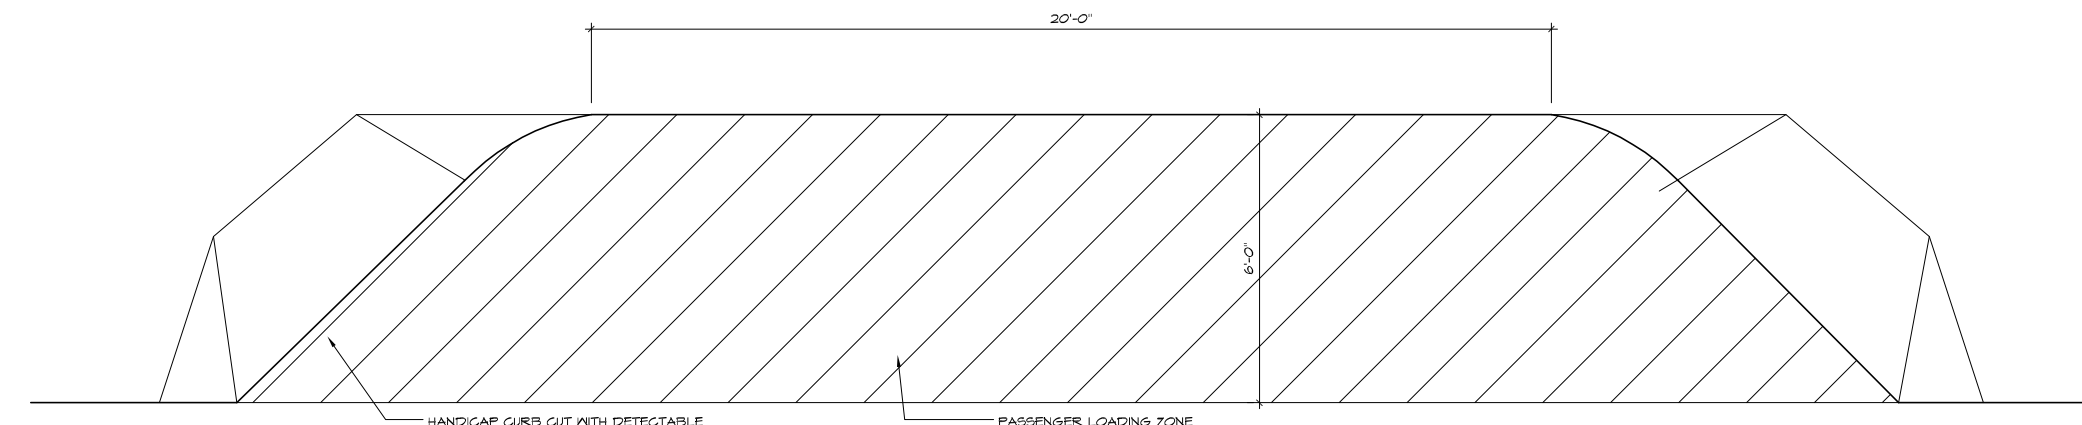 20'-0"
6'-0"
HANDICAP CURB CUT WITH DETECTABLE
PASSENGER LOADING ZONE